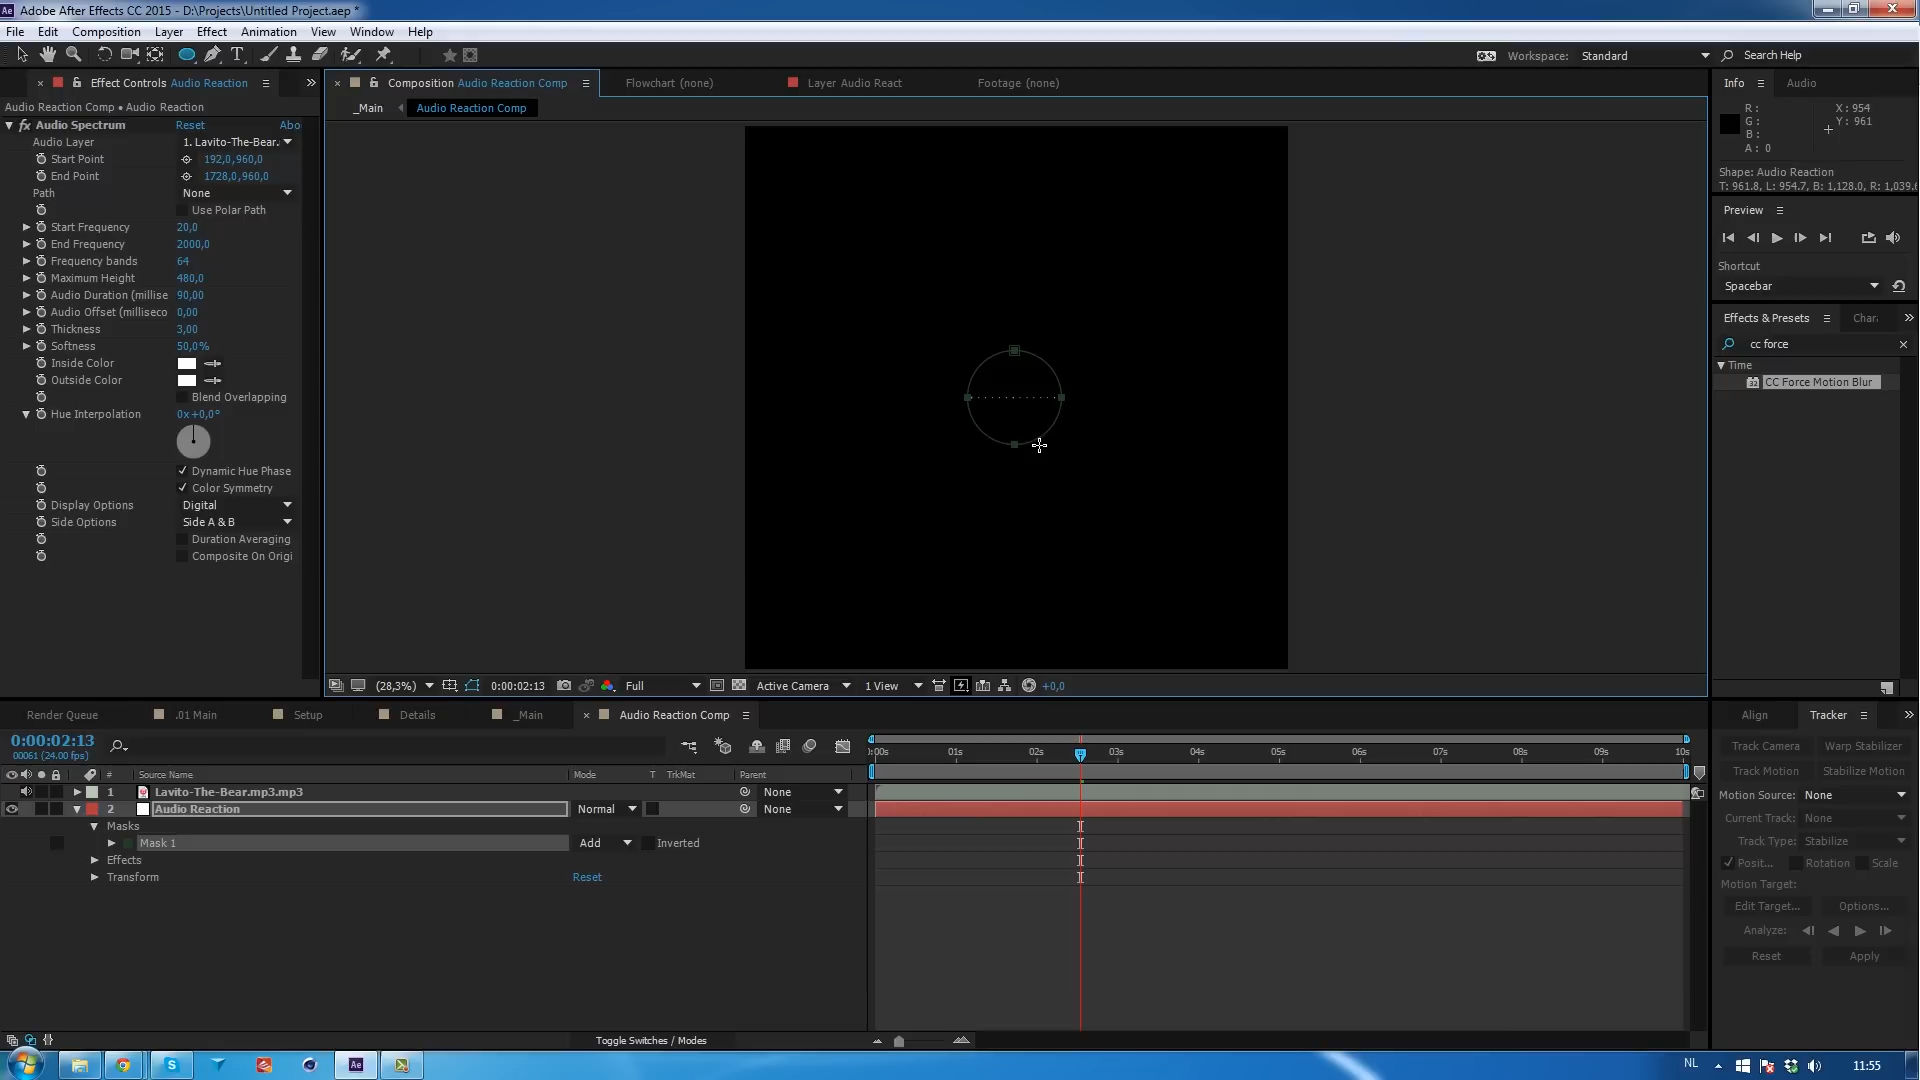 Adobe After Effects CC 2015 - D:\Projects\Untitled Project.aep *
File Edit Composition Layer Effect Animation View Window Help
T Workspace: Standard Search Help
Effect Controls Audio Reaction
Audio Reaction Comp • Audio Reaction
fx Audio Spectrum Reset Abo
Audio Layer 1. Lavito-The-Bear.
Start Point 192,0,960,0
End Point 1728,0,960,0
Path None
Use Polar Path
Start Frequency 20,0
End Frequency 2000,0
Frequency bands 64
Maximum Height 480,0
Audio Duration (millise 90,00
Audio Offset (milliseco 0,00
Thickness 3,00
Softness 50,0%
Inside Color
Outside Color
Blend Overlapping
Hue Interpolation 0x+0,0°
Dynamic Hue Phase
Color Symmetry
Display Options Digital
Side Options Side A & B
Duration Averaging
Composite On Origi
Composition Audio Reaction Comp Flowchart (none) Layer Audio React Footage (none)
_Main Audio Reaction Comp
(28,3%) 0:00:02:13 Full Active Camera 1 View +0,0
Info Audio
R: X: 954
G: Y: 961
B:
A: 0
Shape: Audio Reaction
T: 961.8, L: 954.7, B: 1,128.0, R: 1,039.6
Preview
Shortcut
Spacebar
Effects & Presets Char
cc force
Time
32 CC Force Motion Blur
Render Queue .01 Main Setup Details _Main Audio Reaction Comp
0:00:02:13
00061 (24.00 fps)
# Source Name Mode T TrkMat Parent
1 Lavito-The-Bear.mp3.mp3 None
2 Audio Reaction Normal None
Masks
Mask 1 Add Inverted
Effects
Transform Reset
:00s 01s 02s 03s 04s 05s 06s 07s 08s 09s 10s
Toggle Switches / Modes
Align Tracker
Track Camera Warp Stabilizer
Track Motion Stabilize Motion
Motion Source: None
Current Track: None
Track Type: Stabilize
Posit... Rotation Scale
Motion Target:
Edit Target... Options...
Analyze:
Reset Apply
NL 11:55